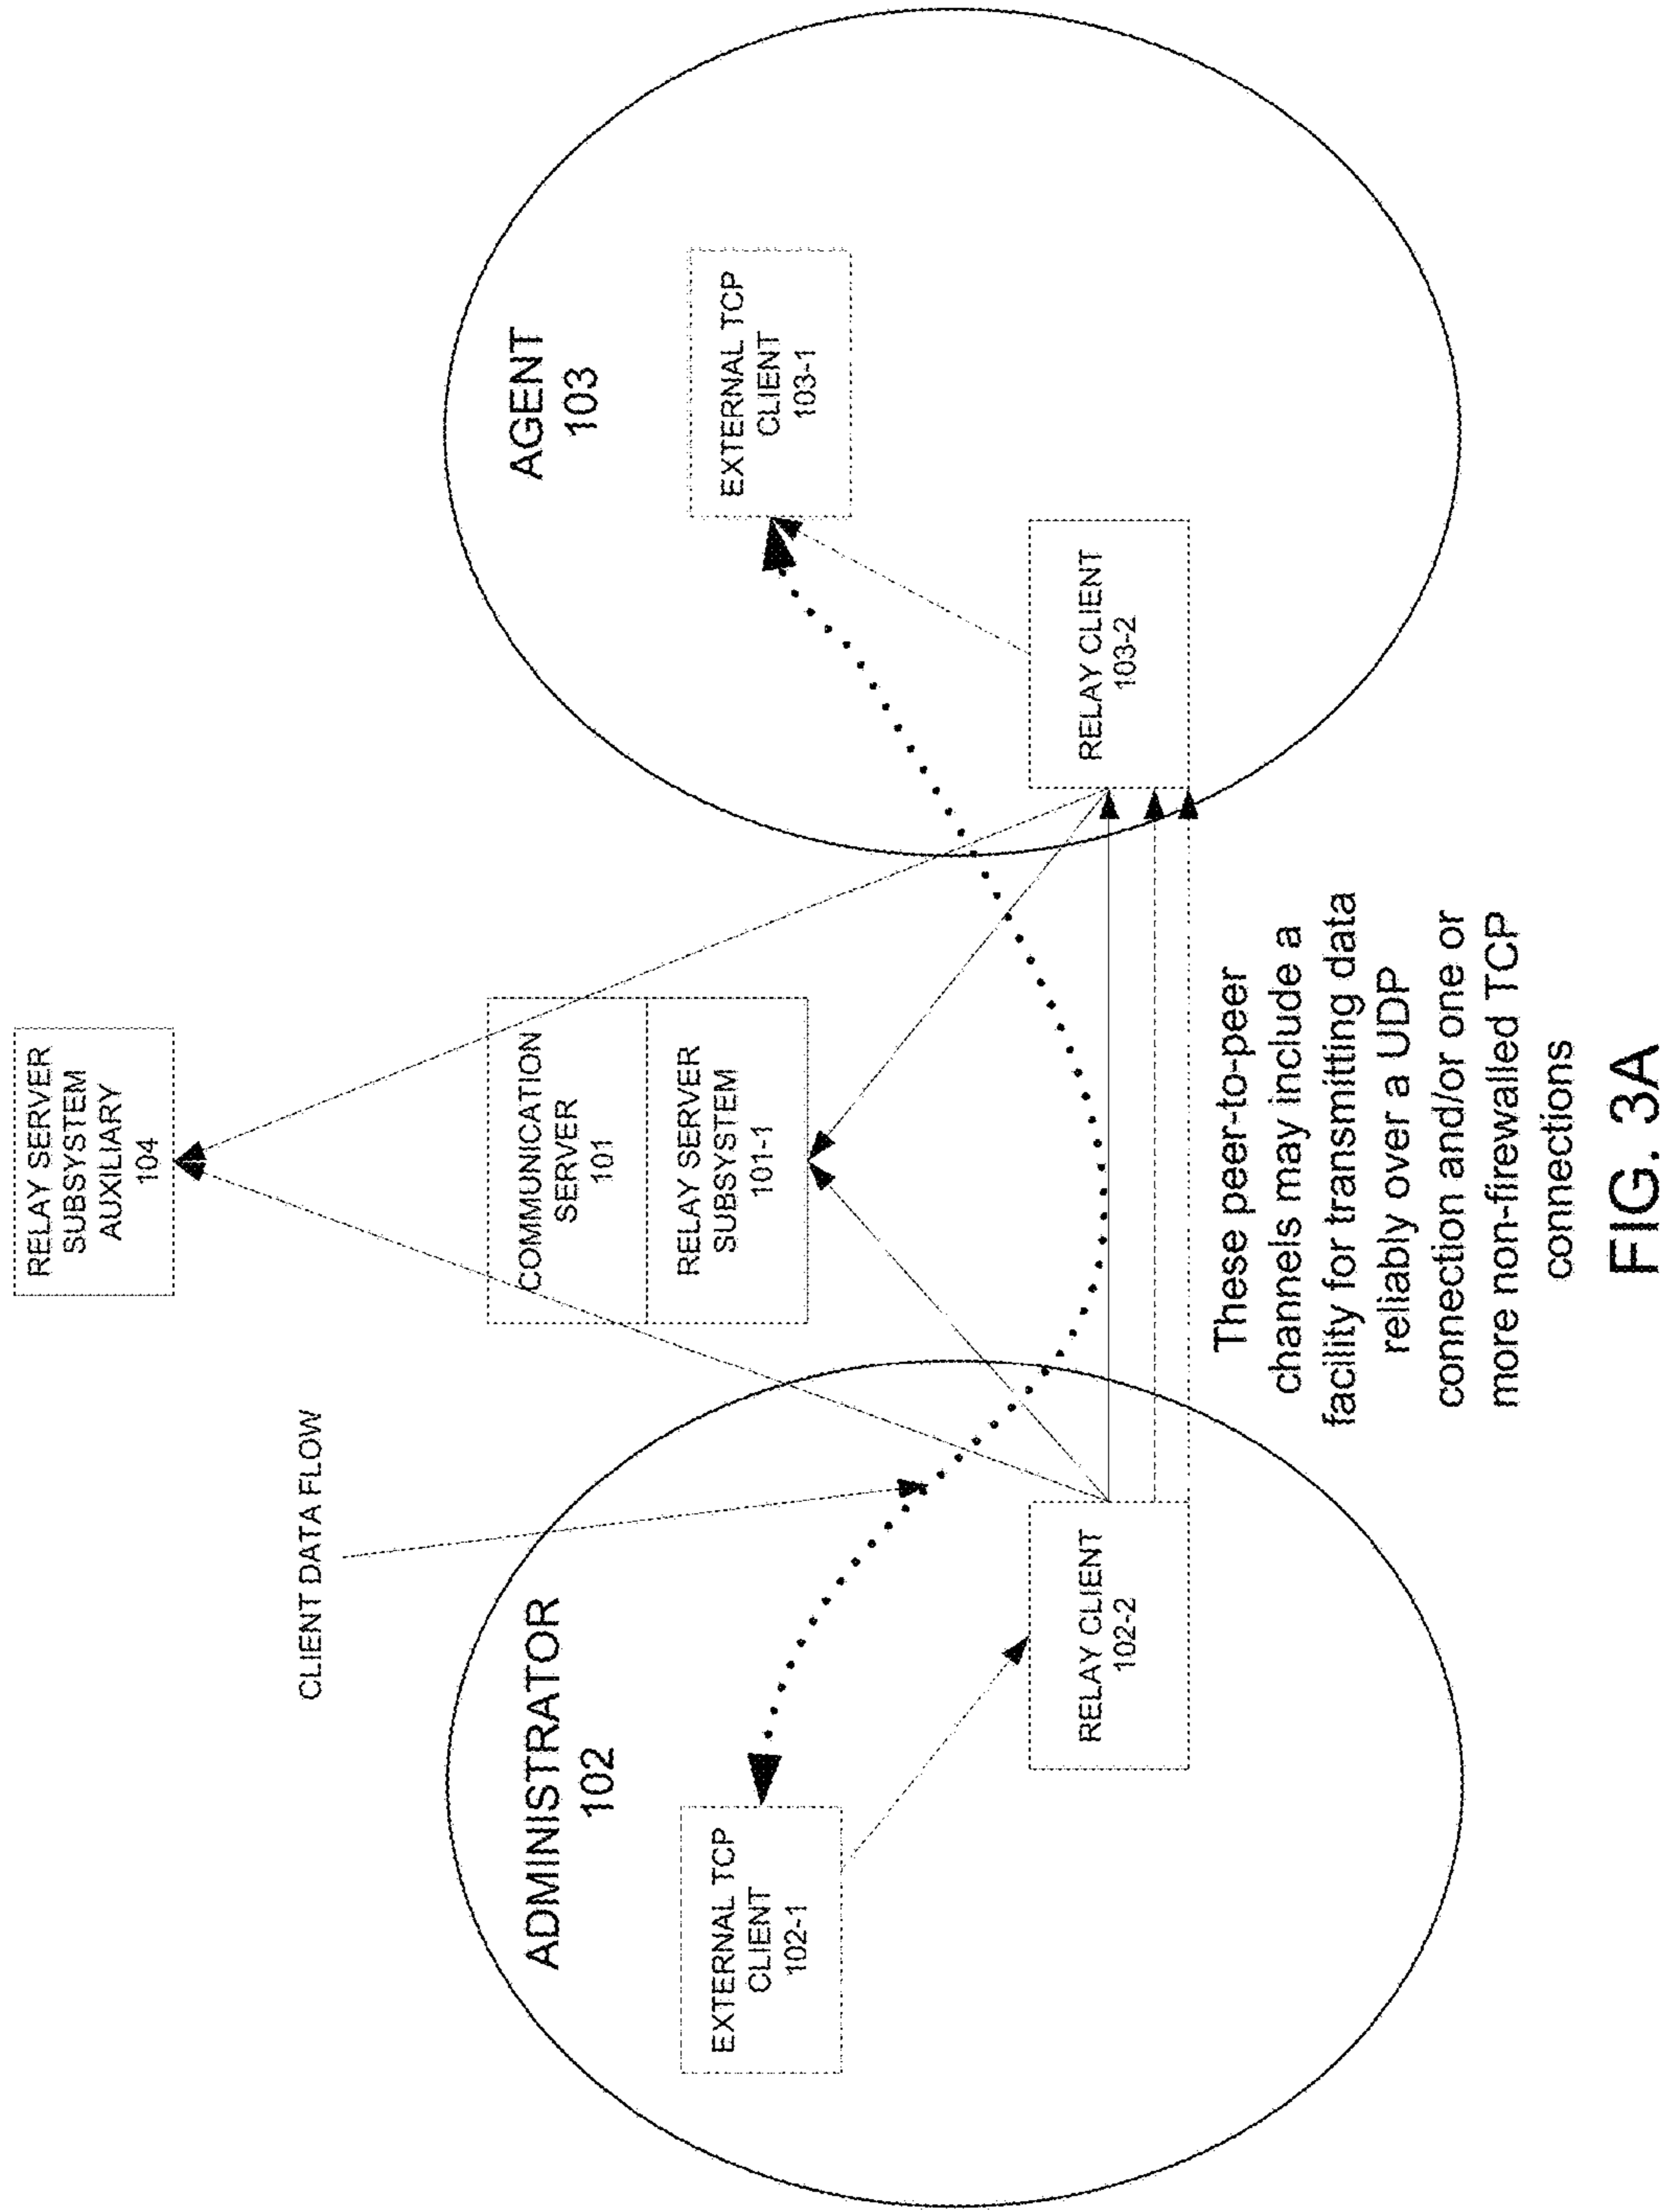 RELAY SERVER
SUBSYSTEM
AUXILIARY
104
CLIENT DATA FLOW
COMMUNICATION
SERVER
101
RELAY SERVER
SUBSYSTEM
101-1
ADMINISTRATOR
102
EXTERNAL TCP
CLIENT
102-1
RELAY CLIENT
102-2
AGENT
103
EXTERNAL TCP
CLIENT
103-1
RELAY CLIENT
103-2
These peer-to-peer
channels may include a
facility for transmitting data
reliably over a UDP
connection and/or one or
more non-firewalled TCP
connections
FIG. 3A